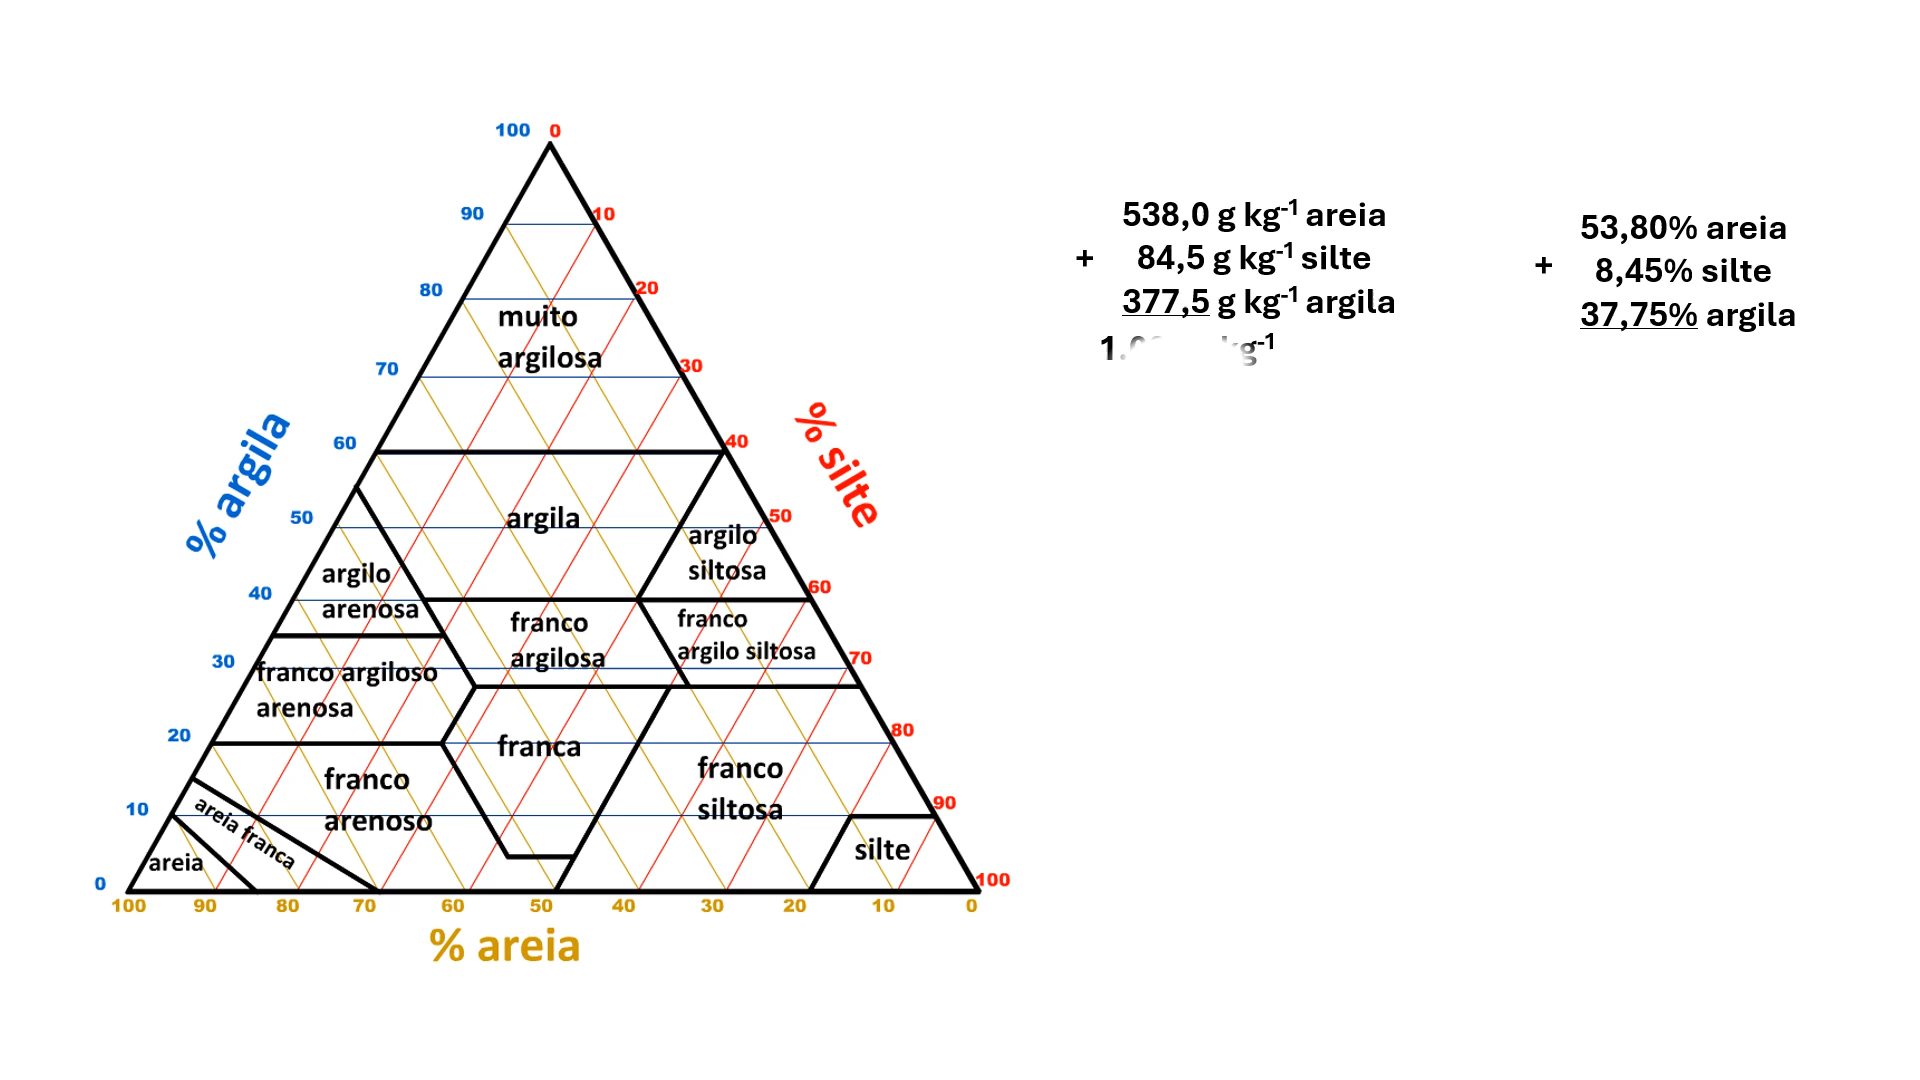 100 0
90 10
80 20
muito
argilosa
70 30
60 40
% argila
% silte
50 50
argila
argilo
siltosa
argilo
arenosa
40 60
franco
argilosa
franco
argilo siltosa
30 70
franco argiloso
arenosa
20 80
franca
franco
arenoso
franco
siltosa
10 90
areia franca
areia
silte
0 100
100 90 80 70 60 50 40 30 20 10 0
% areia
538,0 g kg⁻¹ areia
+ 84,5 g kg⁻¹ silte
377,5 g kg⁻¹ argila
53,80% areia
+ 8,45% silte
37,75% argila